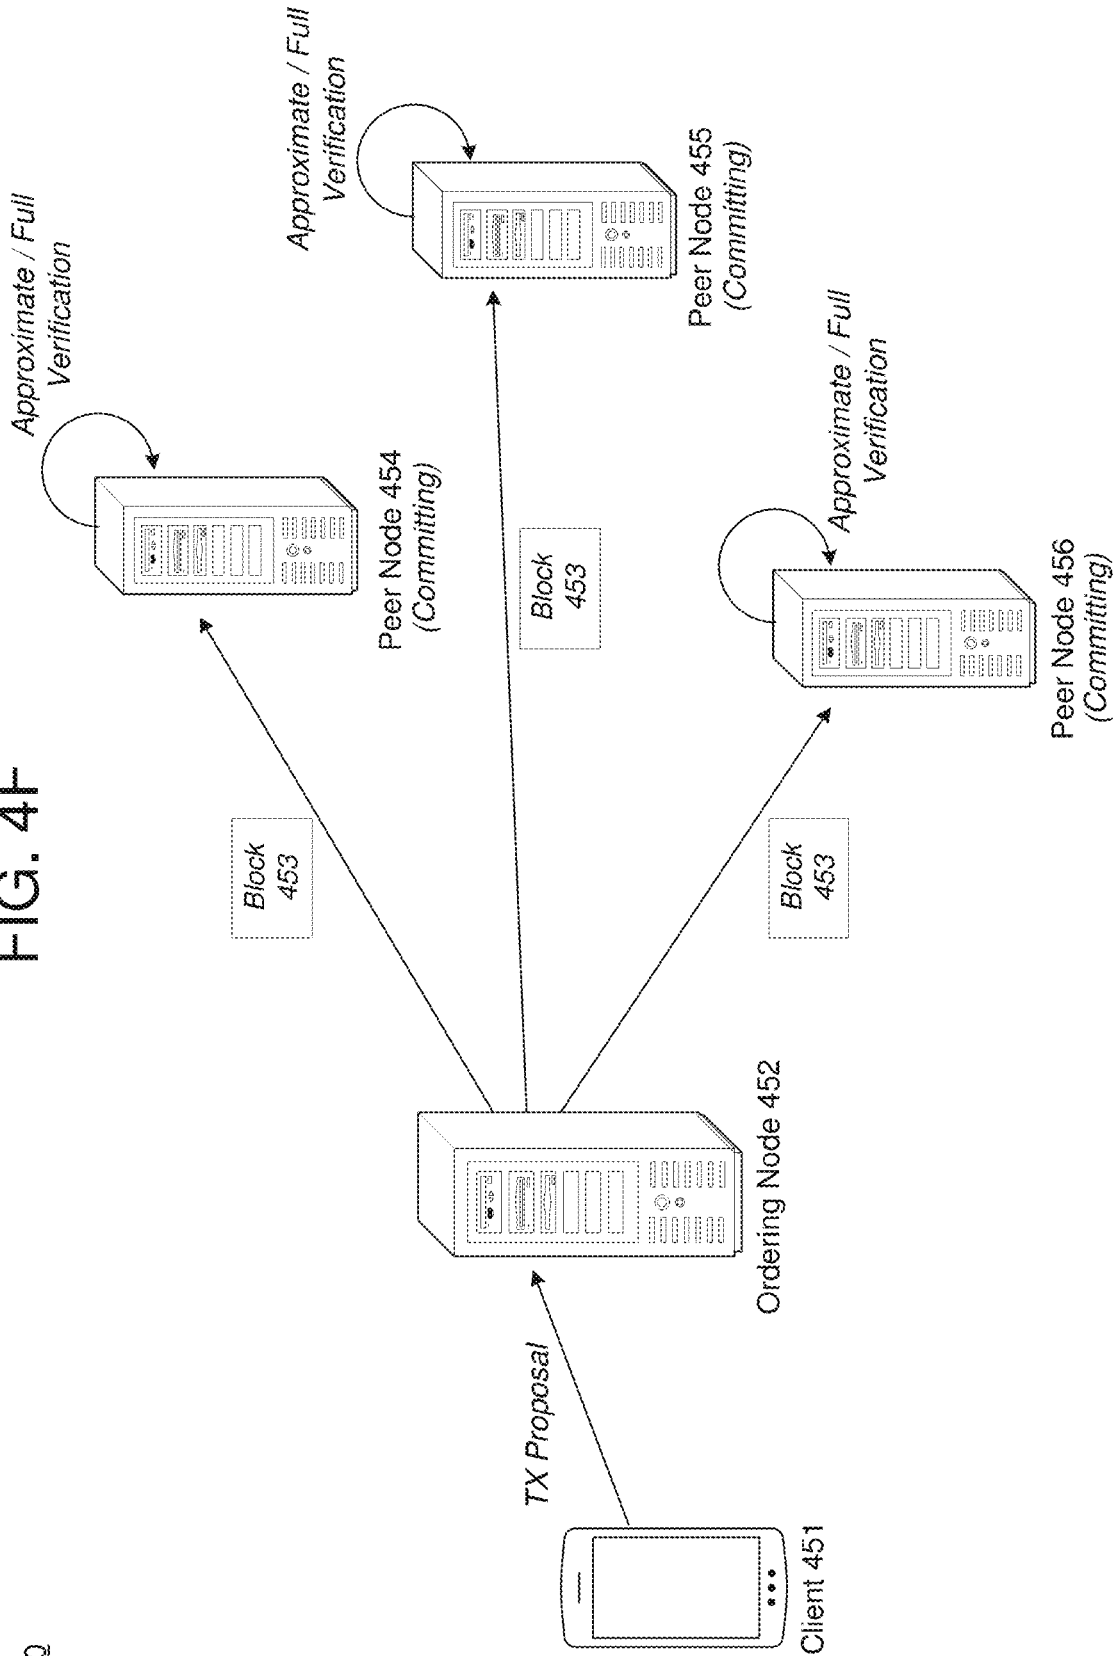 FIG. 4F
Approximate / Full
Verification
Approximate / Full
Verification
Peer Node 454
(Committing)
Peer Node 455
(Committing)
Block
453
Block
453
Block
453
Approximate / Full
Verification
Peer Node 456
(Committing)
TX Proposal
Ordering Node 452
Client 451